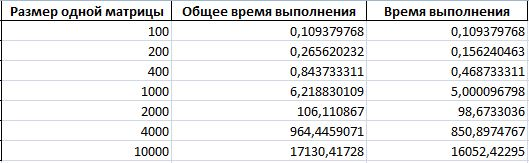 Размер одной матрицы Общее время выполнения Время выполнения
100 0,109379768 0,109379768
200 0,265620232 0,156240463
400 0,843733311 0,468733311
1000 6,218830109 5,000096798
2000 106,110867 98,6733036
4000 964,4459071 850,8974767
10000 17130,41728 16052,42295